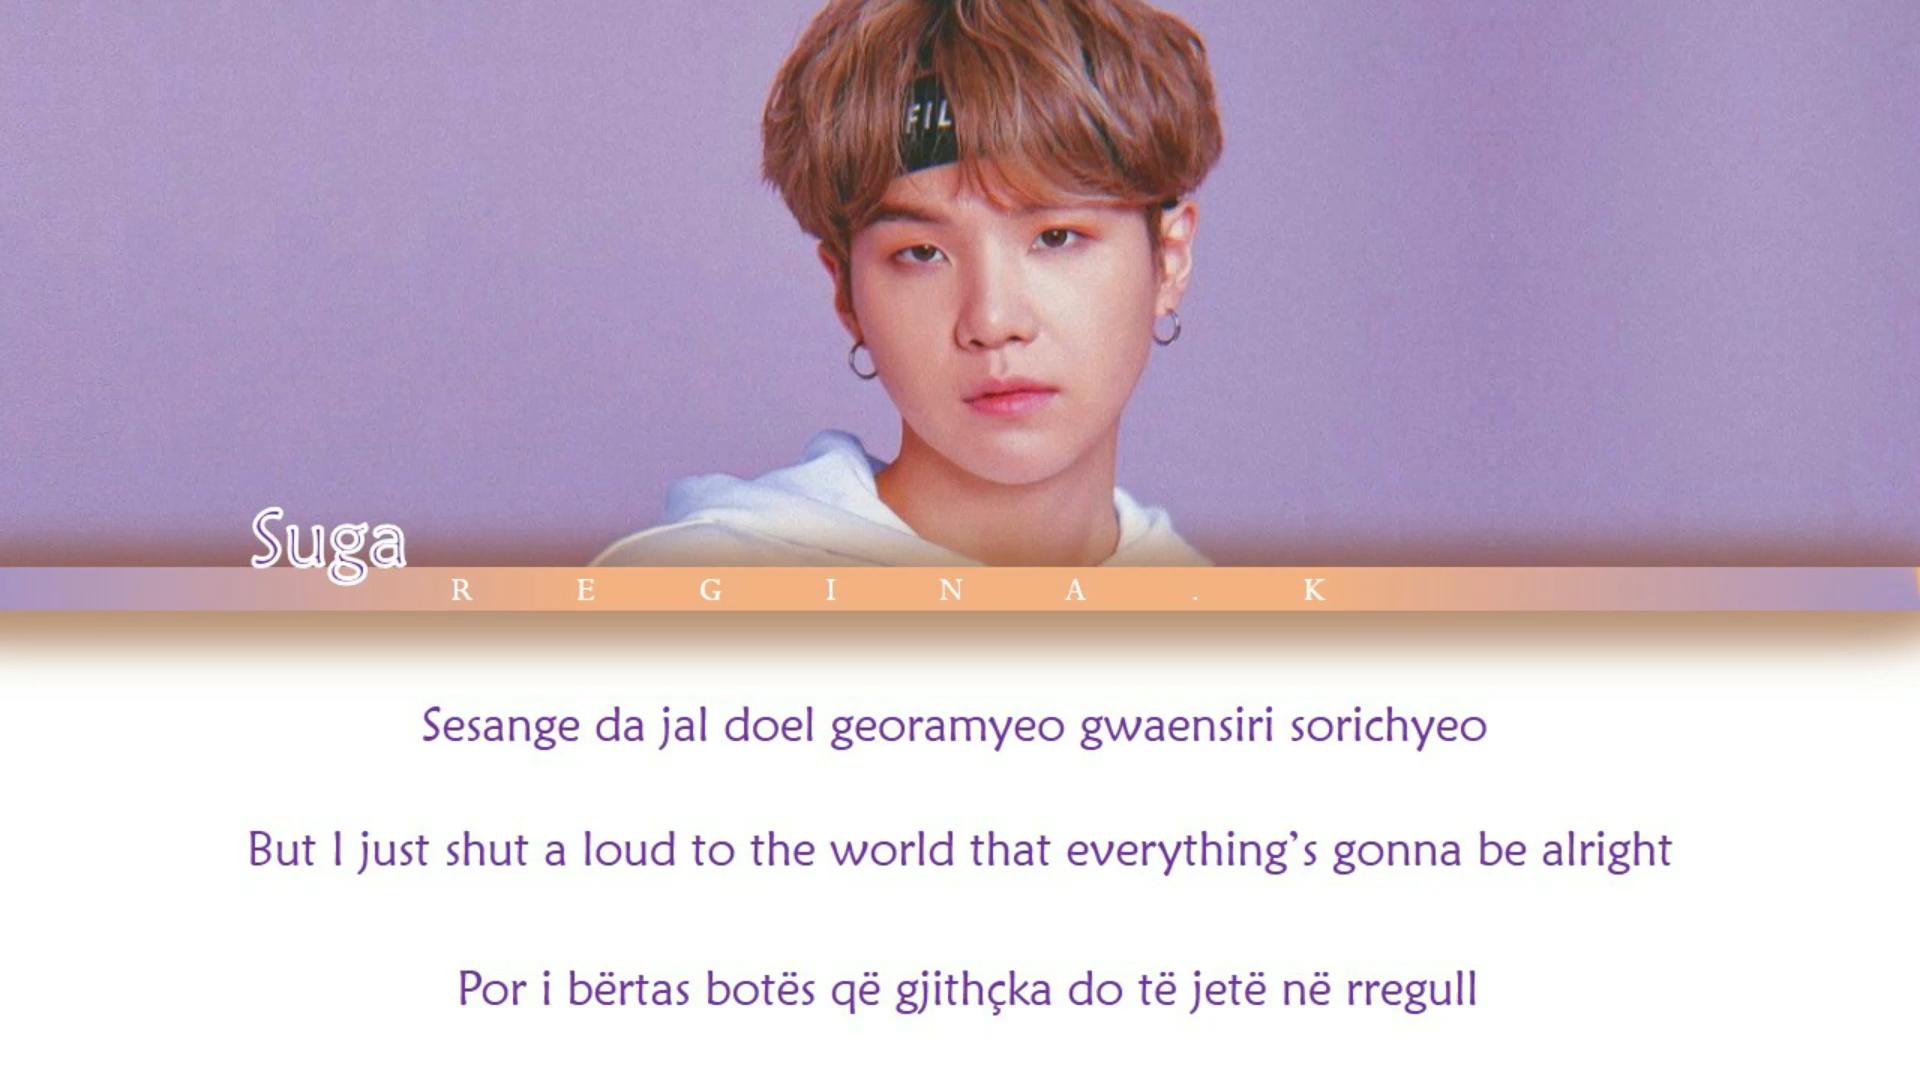 FIL
Suga
REGINA.K
Sesange da jal doel georamyeo gwaensiri sorichyeo
But I just shut a loud to the world that everything’s gonna be alright
Por i bërtas botës që gjithçka do të jetë në rregull